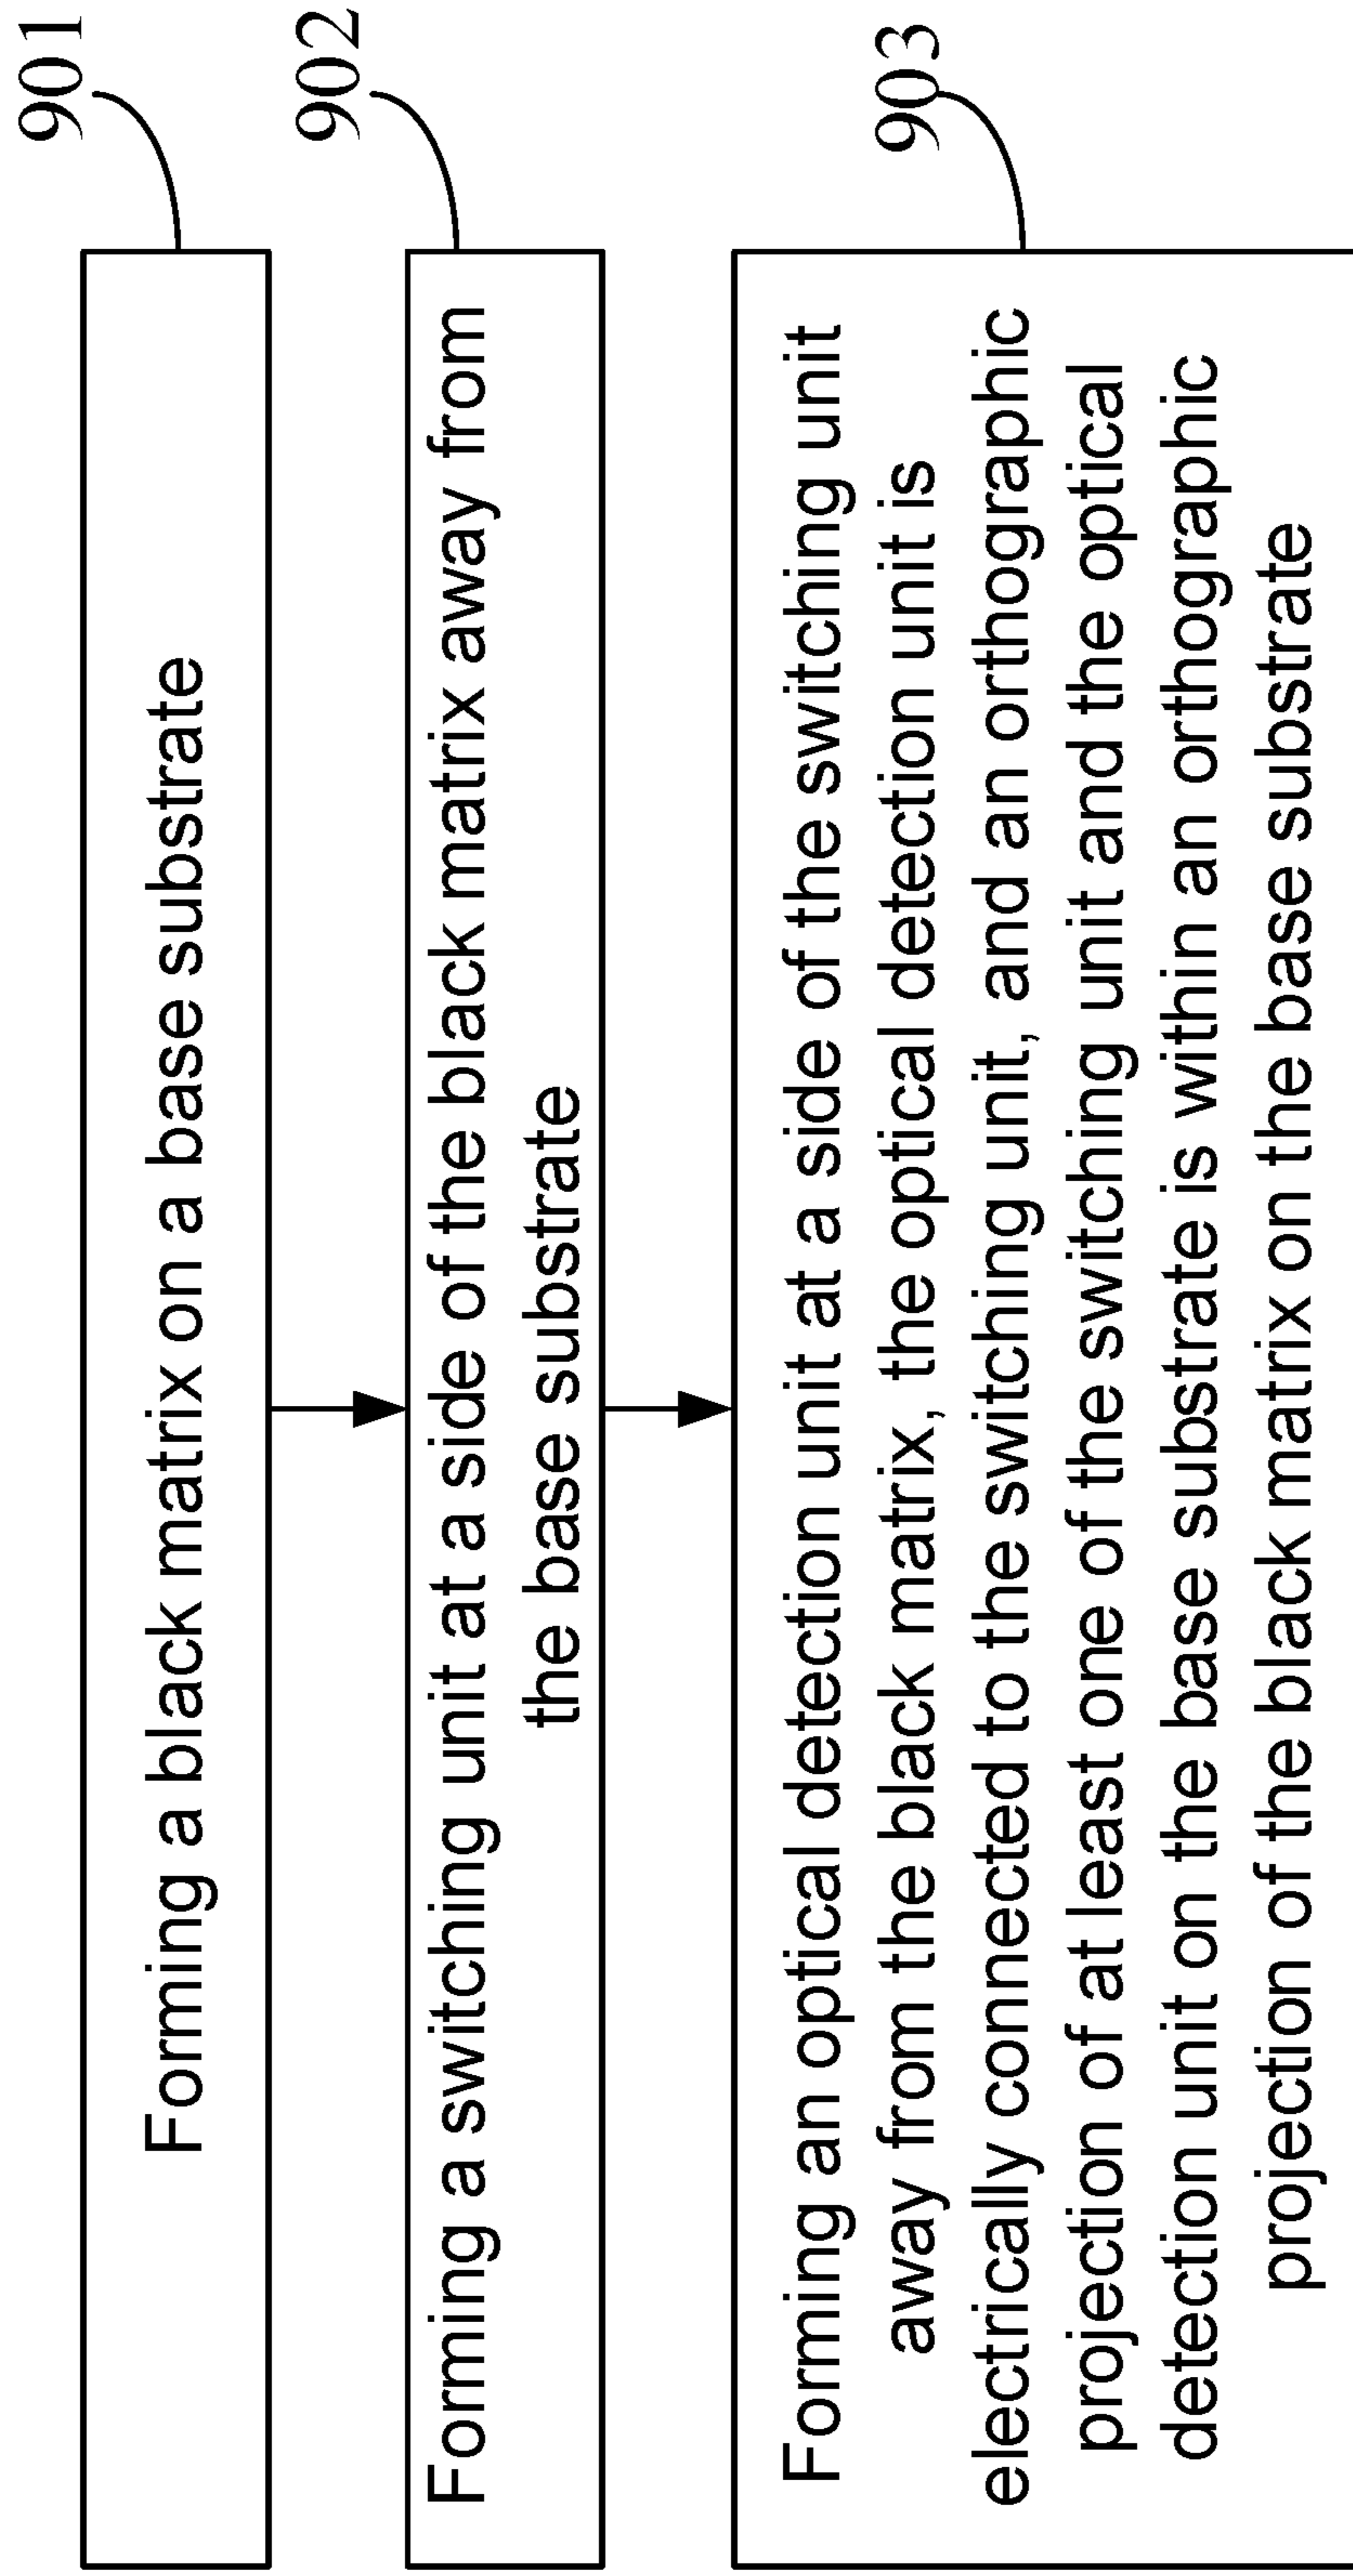 901
Forming a black matrix on a base substrate
902
Forming a switching unit at a side of the black matrix away from
the base substrate
903
Forming an optical detection unit at a side of the switching unit
away from the black matrix, the optical detection unit is
electrically connected to the switching unit, and an orthographic
projection of at least one of the switching unit and the optical
detection unit on the base substrate is within an orthographic
projection of the black matrix on the base substrate